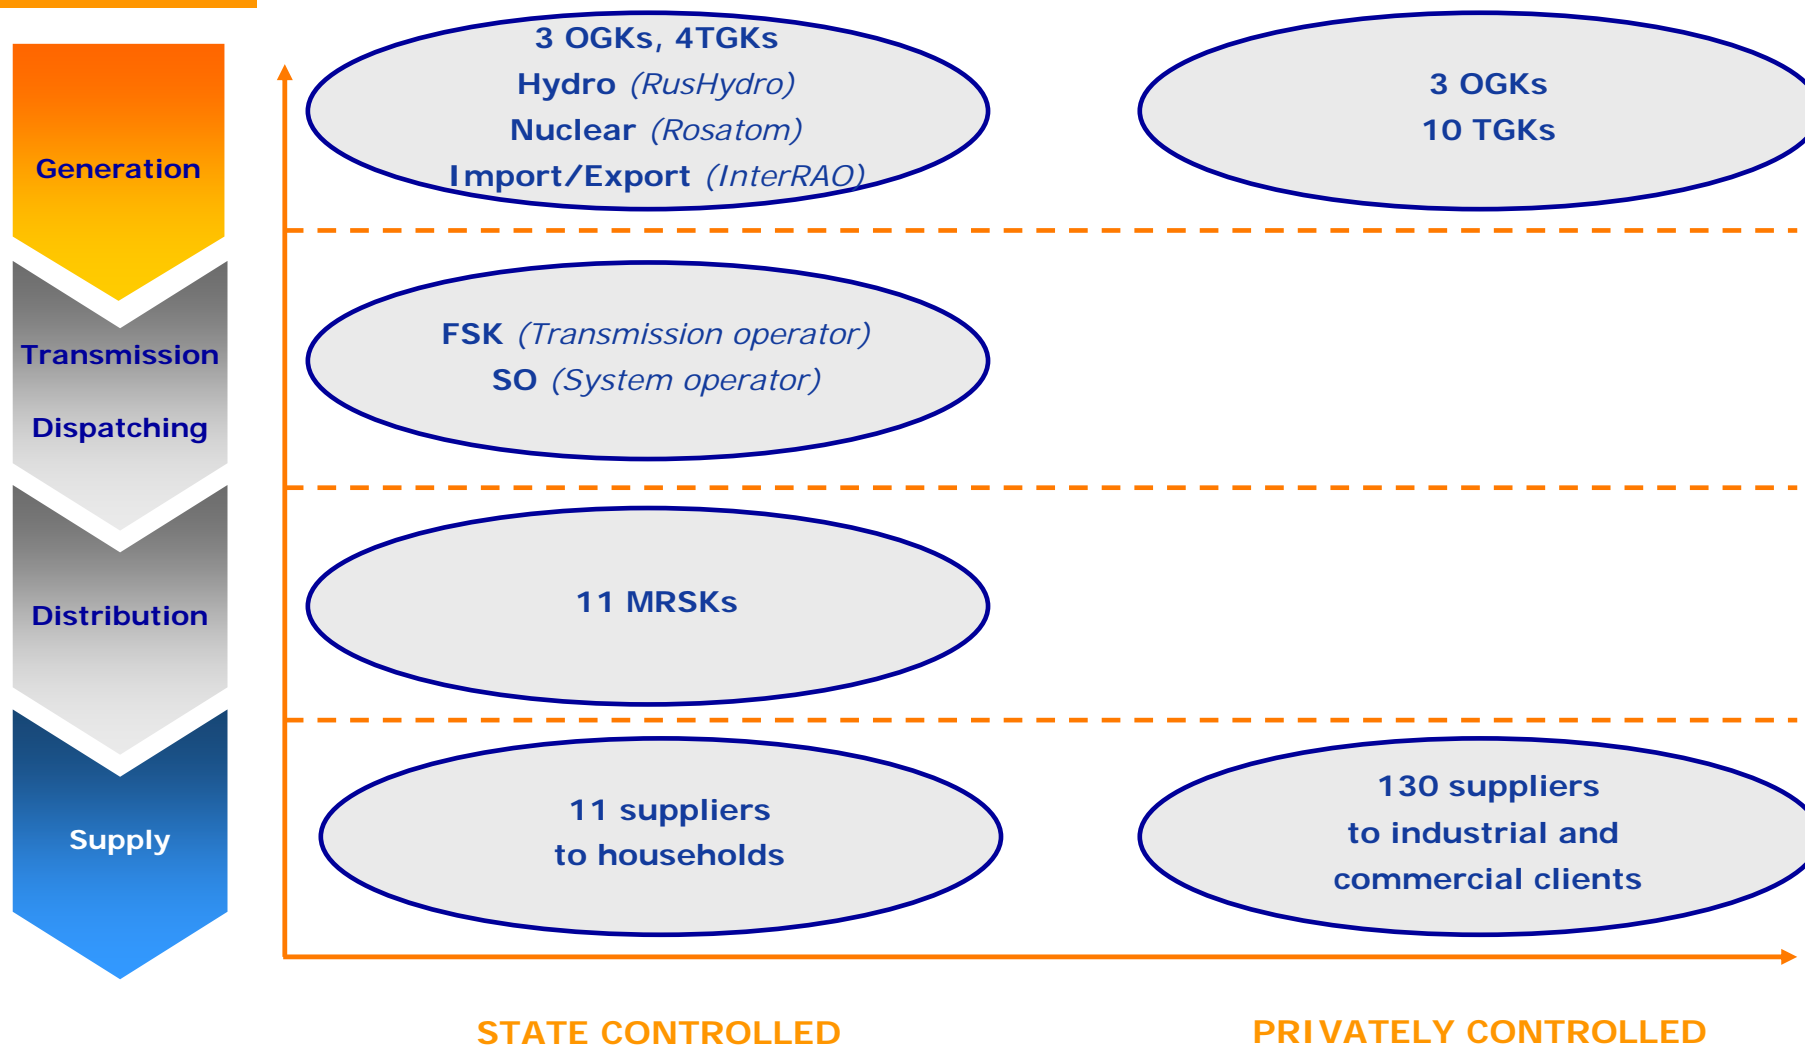 Generation
3 OGKs, 4TGKs
Hydro (RusHydro)
Nuclear (Rosatom)
Import/Export (InterRAO)
3 OGKs
10 TGKs
Transmission
Dispatching
FSK (Transmission operator)
SO (System operator)
Distribution
11 MRSKs
Supply
11 suppliers
to households
130 suppliers
to industrial and
commercial clients
STATE CONTROLLED
PRIVATELY CONTROLLED